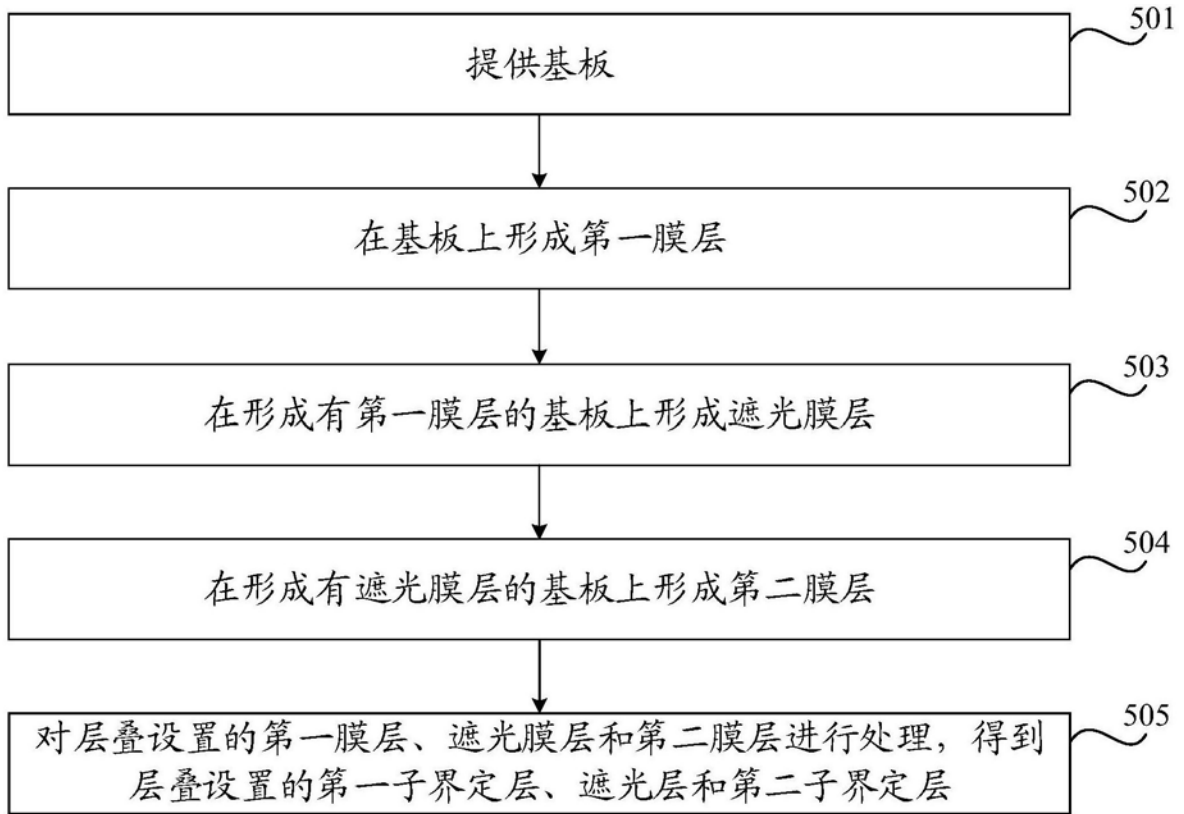 501
提供基板
502
在基板上形成第一膜层
503
在形成有第一膜层的基板上形成遮光膜层
504
在形成有遮光膜层的基板上形成第二膜层
505
对层叠设置的第一膜层、遮光膜层和第二膜层进行处理，得到
层叠设置的第一子界定层、遮光层和第二子界定层